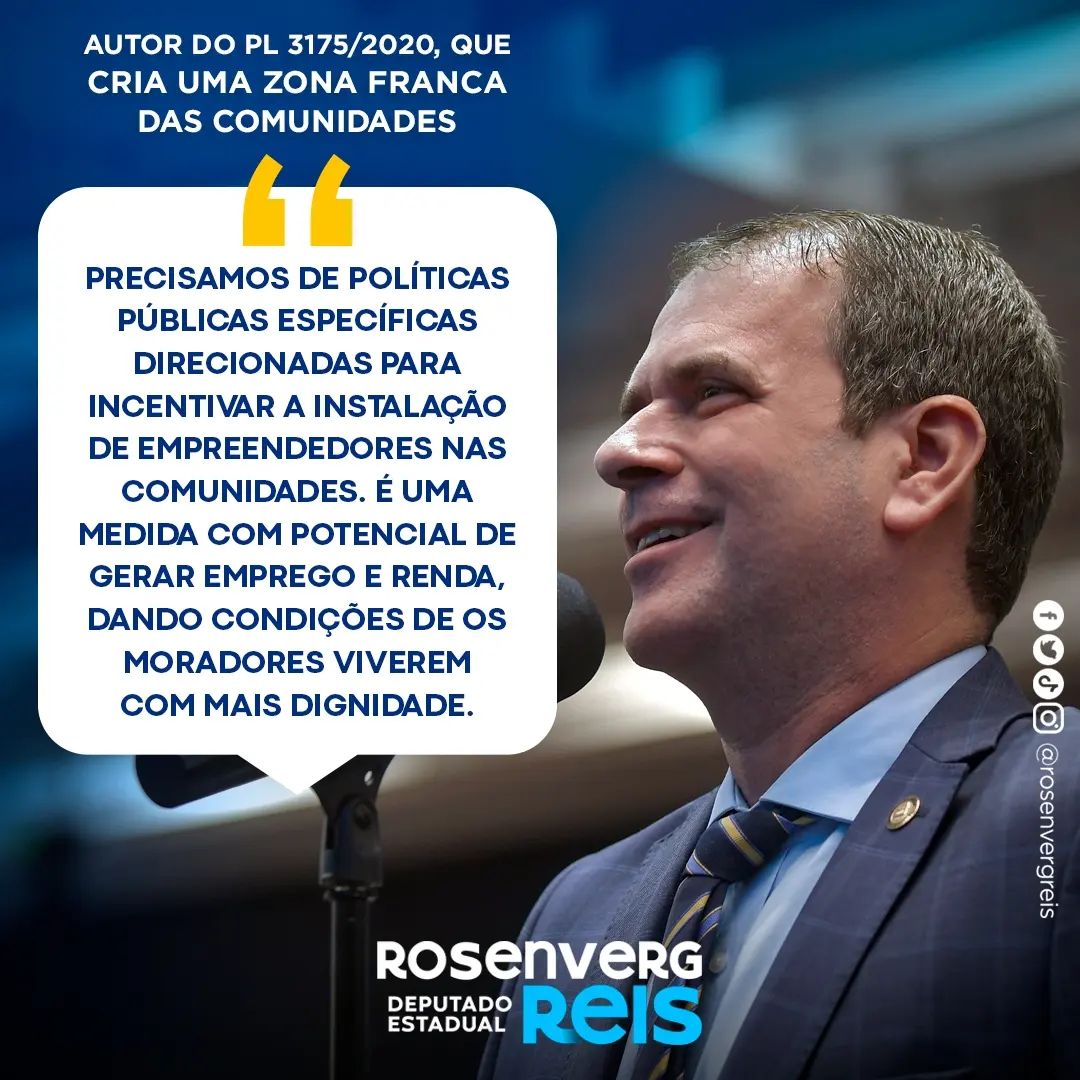 AUTOR DO PL 3175/2020, QUE
CRIA UMA ZONA FRANCA
DAS COMUNIDADES
PRECISAMOS DE POLÍTICAS
PÚBLICAS ESPECÍFICAS
DIRECIONADAS PARA
INCENTIVAR A INSTALAÇÃO
DE EMPREENDEDORES NAS
COMUNIDADES. É UMA
MEDIDA COM POTENCIAL DE
GERAR EMPREGO E RENDA,
DANDO CONDIÇÕES DE OS
MORADORES VIVEREM
COM MAIS DIGNIDADE.
@rosenvergreis
ROSENVERG
DEPUTADO
ESTADUAL
REIS